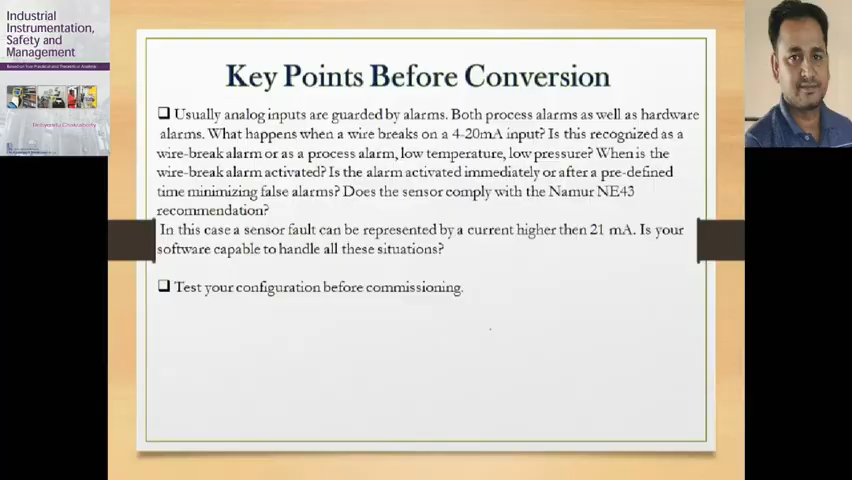 Industrial
Instrumentation,
Safety and
Management
Key Points Before Conversion
❑ Usually analog inputs are guarded by alarms. Both process alarms as well as hardware
alarms. What happens when a wire breaks on a 4-20mA input? Is this recognized as a
wire-break alarm or as a process alarm, low temperature, low pressure? When is the
wire-break alarm activated? Is the alarm activated immediately or after a pre-defined
time minimizing false alarms? Does the sensor comply with the Namur NE43
recommendation?
In this case a sensor fault can be represented by a current higher then 21 mA. Is your
software capable to handle all these situations?
❑ Test your configuration before commissioning.